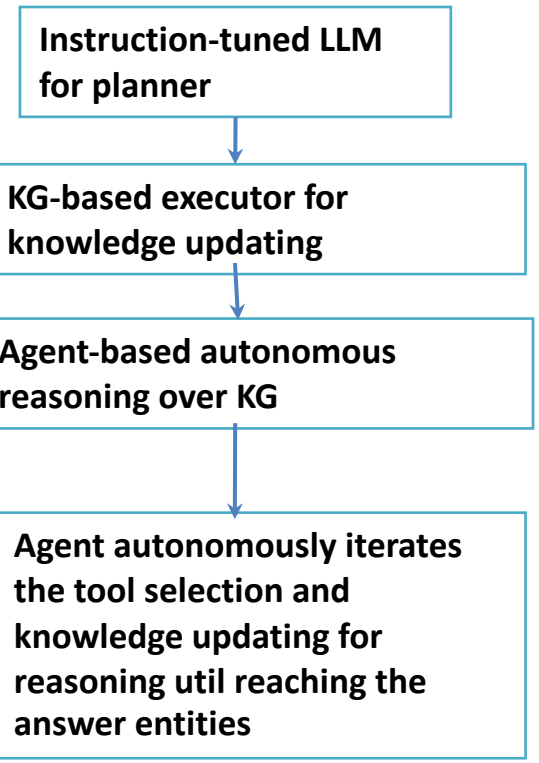 Instruction-tuned LLM
for planner
KG-based executor for
knowledge updating
Agent-based autonomous
reasoning over KG
Agent autonomously iterates
the tool selection and
knowledge updating for
reasoning util reaching the
answer entities